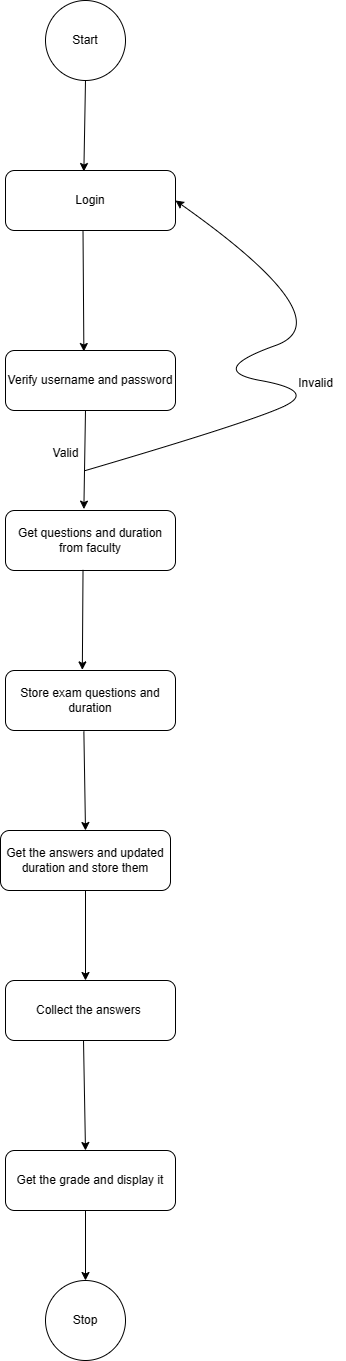 Start
Login
Verify username and password
Invalid
Valid
Get questions and duration
from faculty
Store exam questions and
duration
Get the answers and updated
duration and store them
Collect the answers
Get the grade and display it
Stop